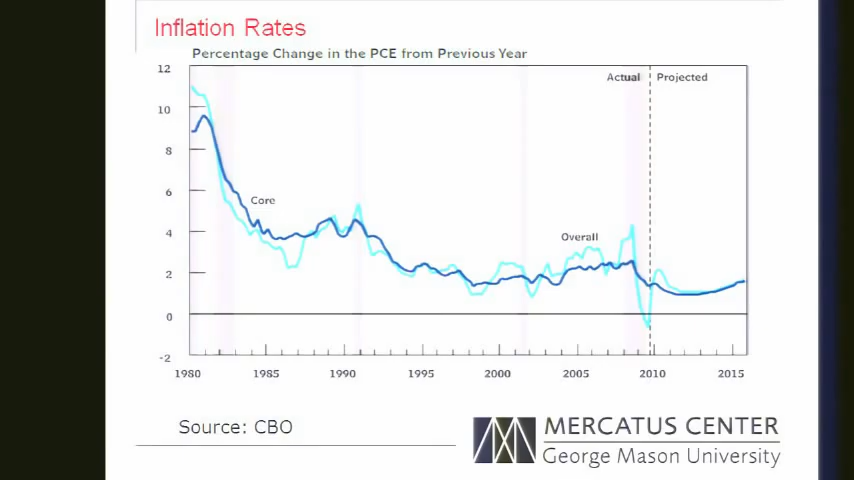 Inflation Rates
Percentage Change in the PCE from Previous Year
12
10
8
6
4
2
0
-2
Actual
Projected
Core
Overall
1980 1985 1990 1995 2000 2005 2010 2015
Source: CBO
MERCATUS CENTER
George Mason University